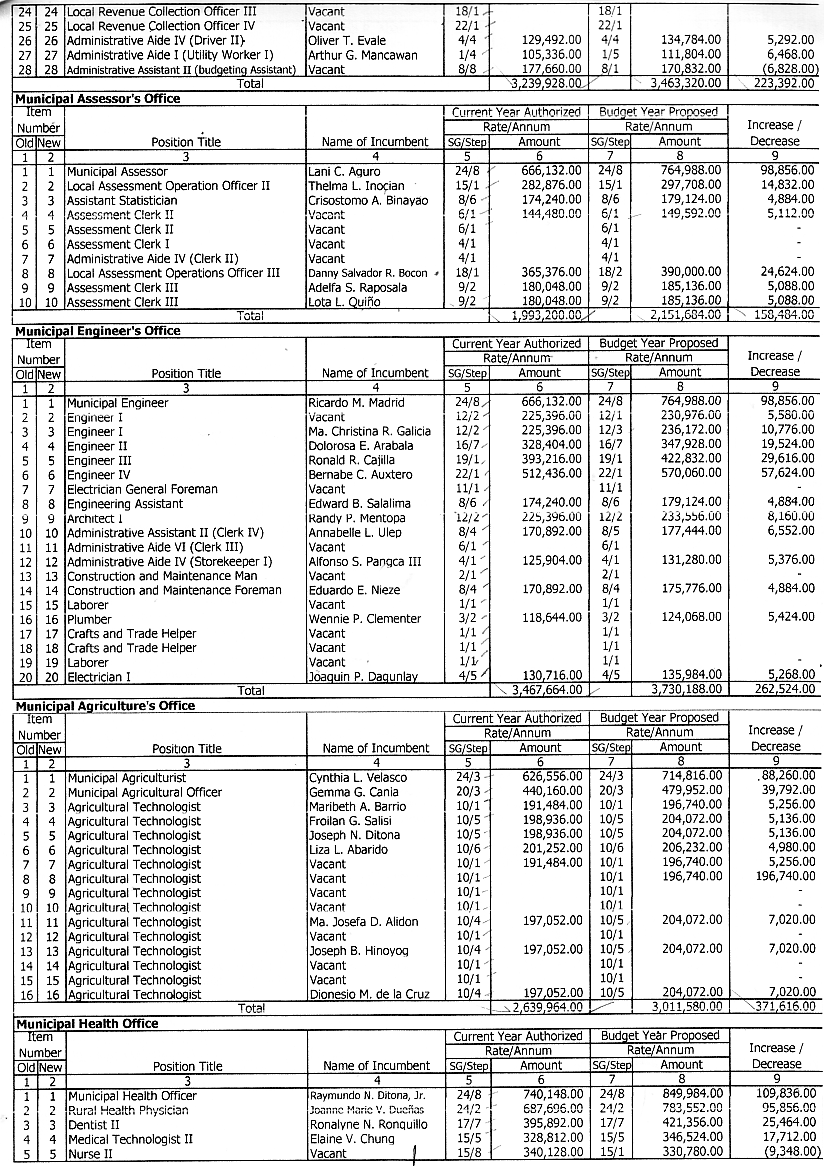 24 24 Local Revenue Collection Officer III Vacant 18/1 18/1
25 25 Local Revenue Collection Officer IV Vacant 22/1 22/1
26 26 Administrative Aide IV (Driver II) Oliver T. Evale 4/4 129,492.00 4/4 134,784.00 5,292.00
27 27 Administrative Aide I (Utility Worker I) Arthur G. Mancawan 1/4 105,336.00 1/5 111,804.00 6,468.00
28 28 Administrative Assistant II (budgeting Assistant) Vacant 8/8 177,660.00 8/1 170,832.00 (6,828.00)
Total 3,239,928.00 3,463,320.00 223,392.00
Municipal Assessor's Office
Item Current Year Authorized Budget Year Proposed
Number Rate/Annum Rate/Annum Increase /
Old New Position Title Name of Incumbent SG/Step Amount SG/Step Amount Decrease
1 2 3 4 5 6 7 8 9
1 1 Municipal Assessor Lani C. Aguro 24/8 666,132.00 24/8 764,988.00 98,856.00
2 2 Local Assessment Operation Officer II Thelma L. Inocian 15/1 282,876.00 15/1 297,708.00 14,832.00
3 3 Assistant Statistician Crisostomo A. Binayao 8/6 174,240.00 8/6 179,124.00 4,884.00
4 4 Assessment Clerk II Vacant 6/1 144,480.00 6/1 149,592.00 5,112.00
5 5 Assessment Clerk II Vacant 6/1 6/1 -
6 6 Assessment Clerk I Vacant 4/1 4/1 -
7 7 Administrative Aide IV (Clerk II) Vacant 4/1 4/1 -
8 8 Local Assessment Operations Officer III Danny Salvador R. Bocon 18/1 365,376.00 18/2 390,000.00 24,624.00
9 9 Assessment Clerk III Adelfa S. Raposala 9/2 180,048.00 9/2 185,136.00 5,088.00
10 10 Assessment Clerk III Lota L. Quiño 9/2 180,048.00 9/2 185,136.00 5,088.00
Total 1,993,200.00 2,151,684.00 158,484.00
Municipal Engineer's Office
Item Current Year Authorized Budget Year Proposed
Number Rate/Annum Rate/Annum Increase /
Old New Position Title Name of Incumbent SG/Step Amount SG/Step Amount Decrease
1 2 3 4 5 6 7 8 9
1 1 Municipal Engineer Ricardo M. Madrid 24/8 666,132.00 24/8 764,988.00 98,856.00
2 2 Engineer I Vacant 12/2 225,396.00 12/1 230,976.00 5,580.00
3 3 Engineer I Ma. Christina R. Galicia 12/2 225,396.00 12/3 236,172.00 10,776.00
4 4 Engineer II Dolorosa E. Arabala 16/7 328,404.00 16/7 347,928.00 19,524.00
5 5 Engineer III Ronald R. Cajilla 19/1 393,216.00 19/1 422,832.00 29,616.00
6 6 Engineer IV Bernabe C. Auxtero 22/1 512,436.00 22/1 570,060.00 57,624.00
7 7 Electrician General Foreman Vacant 11/1 11/1 -
8 8 Engineering Assistant Edward B. Salalima 8/6 174,240.00 8/6 179,124.00 4,884.00
9 9 Architect I Randy P. Mentopa 12/2 225,396.00 12/2 233,556.00 8,160.00
10 10 Administrative Assistant II (Clerk IV) Annabelle L. Ulep 8/4 170,892.00 8/5 177,444.00 6,552.00
11 11 Administrative Aide VI (Clerk III) Vacant 6/1 6/1
12 12 Administrative Aide IV (Storekeeper I) Alfonso S. Pangca III 4/1 125,904.00 4/1 131,280.00 5,376.00
13 13 Construction and Maintenance Man Vacant 2/1 2/1 -
14 14 Construction and Maintenance Foreman Eduardo E. Nieze 8/4 170,892.00 8/4 175,776.00 4,884.00
15 15 Laborer Vacant 1/1 1/1
16 16 Plumber Wennie P. Clementer 3/2 118,644.00 3/2 124,068.00 5,424.00
17 17 Crafts and Trade Helper Vacant 1/1 1/1 -
18 18 Crafts and Trade Helper Vacant 1/1 1/1 -
19 19 Laborer Vacant 1/1 1/1 -
20 20 Electrician I Joaquin P. Dagunlay 4/5 130,716.00 4/5 135,984.00 5,268.00
Total 3,467,664.00 3,730,188.00 262,524.00
Municipal Agriculture's Office
Item Current Year Authorized Budget Year Proposed
Number Rate/Annum Rate/Annum Increase /
Old New Position Title Name of Incumbent SG/Step Amount SG/Step Amount Decrease
1 2 3 4 5 6 7 8 9
1 1 Municipal Agriculturist Cynthia L. Velasco 24/3 626,556.00 24/3 714,816.00 88,260.00
2 2 Municipal Agricultural Officer Gemma G. Cania 20/3 440,160.00 20/3 479,952.00 39,792.00
3 3 Agricultural Technologist Maribeth A. Barrio 10/1 191,484.00 10/1 196,740.00 5,256.00
4 4 Agricultural Technologist Froilan G. Salisi 10/5 198,936.00 10/5 204,072.00 5,136.00
5 5 Agricultural Technologist Joseph N. Ditona 10/5 198,936.00 10/5 204,072.00 5,136.00
6 6 Agricultural Technologist Liza L. Abarido 10/6 201,252.00 10/6 206,232.00 4,980.00
7 7 Agricultural Technologist Vacant 10/1 191,484.00 10/1 196,740.00 5,256.00
8 8 Agricultural Technologist Vacant 10/1 10/1 196,740.00 196,740.00
9 9 Agricultural Technologist Vacant 10/1 10/1 -
10 10 Agricultural Technologist Vacant 10/1 10/1 -
11 11 Agricultural Technologist Ma. Josefa D. Alidon 10/4 197,052.00 10/5 204,072.00 7,020.00
12 12 Agricultural Technologist Vacant 10/1 10/1 -
13 13 Agricultural Technologist Joseph B. Hinoyog 10/4 197,052.00 10/5 204,072.00 7,020.00
14 14 Agricultural Technologist Vacant 10/1 10/1 -
15 15 Agricultural Technologist Vacant 10/1 10/1 -
16 16 Agricultural Technologist Dionesio M. de la Cruz 10/4 197,052.00 10/5 204,072.00 7,020.00
Total 2,639,964.00 3,011,580.00 371,616.00
Municipal Health Office
Item Current Year Authorized Budget Year Proposed
Number Rate/Annum Rate/Annum Increase /
Old New Position Title Name of Incumbent SG/Step Amount SG/Step Amount Decrease
1 2 3 4 5 6 7 8 9
1 1 Municipal Health Officer Raymundo N. Ditona, Jr. 24/8 740,148.00 24/8 849,984.00 109,836.00
2 2 Rural Health Physician Joanne Marie V. Dueñas 24/2 687,696.00 24/2 783,552.00 95,856.00
3 3 Dentist II Ronalyne N. Ronquillo 17/7 395,892.00 17/7 421,356.00 25,464.00
4 4 Medical Technologist II Elaine V. Chung 15/5 328,812.00 15/5 346,524.00 17,712.00
5 5 Nurse II Vacant 15/8 340,128.00 15/1 330,780.00 (9,348.00)